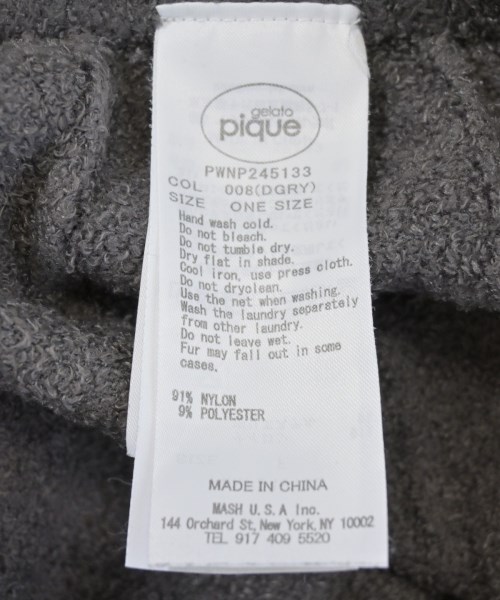 gelato
pique
PWNP245133
COL 008(DGRY)
SIZE ONE SIZE
Hand wash cold.
Do not bleach.
Do not tumble dry.
Dry flat in shade.
Cool iron, use press cloth.
Do not dryclean.
Use the net when washing.
Wash the laundry separately
from other laundry.
Do not leave wet.
Fur may fall out in some
cases.
91% NYLON
9% POLYESTER
MADE IN CHINA
MASH U.S.A Inc.
144 Orchard St, New York, NY 10002
TEL 917 409 5520